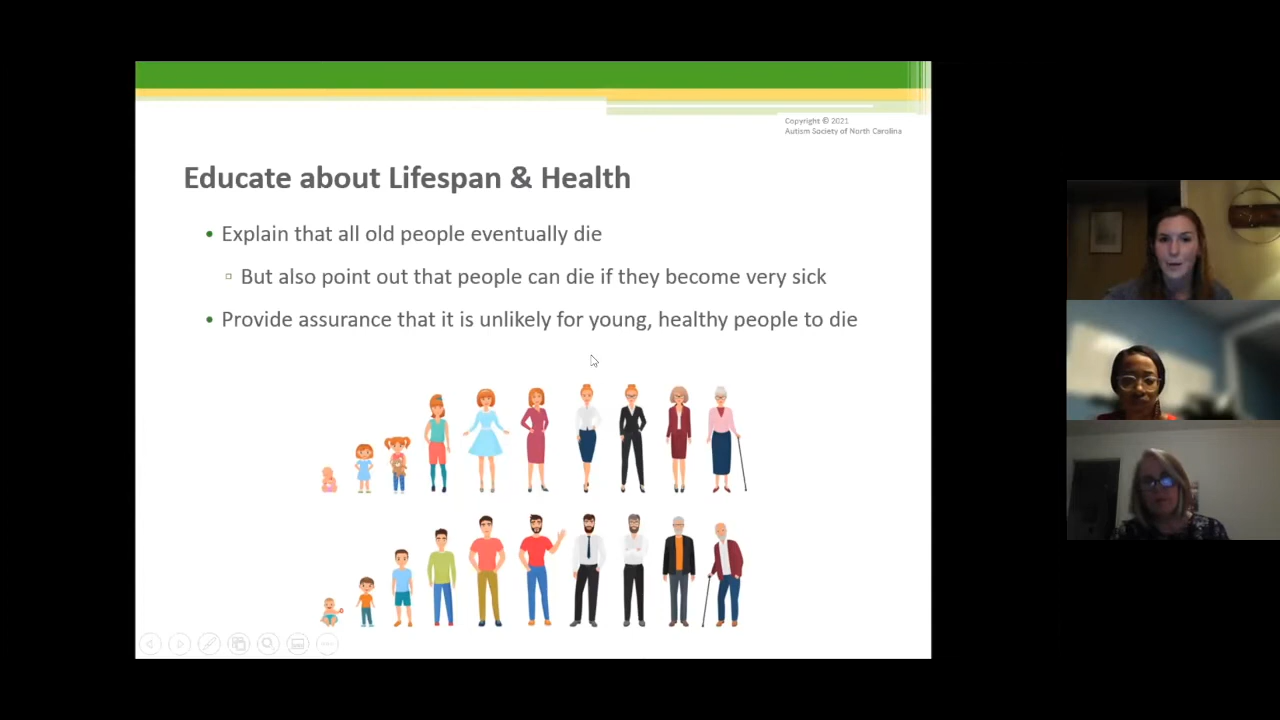 Copyright © 2021
Autism Society of North Carolina
Educate about Lifespan & Health
• Explain that all old people eventually die
▫ But also point out that people can die if they become very sick
• Provide assurance that it is unlikely for young, healthy people to die